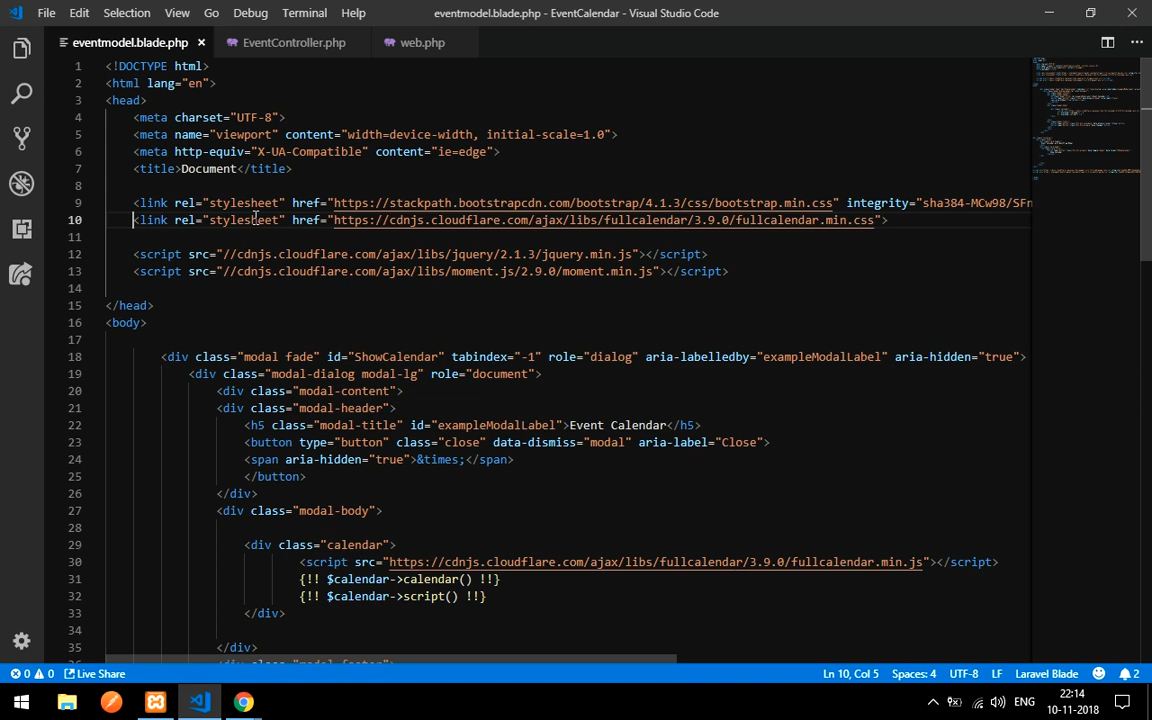 File Edit Selection View Go Debug Terminal Help eventmodel.blade.php - EventCalendar - Visual Studio Code
eventmodel.blade.php × EventController.php web.php
1 <!DOCTYPE html>
2 <html lang="en">
3 <head>
4 <meta charset="UTF-8">
5 <meta name="viewport" content="width=device-width, initial-scale=1.0">
6 <meta http-equiv="X-UA-Compatible" content="ie=edge">
7 <title>Document</title>
8
9 <link rel="stylesheet" href="https://stackpath.bootstrapcdn.com/bootstrap/4.1.3/css/bootstrap.min.css" integrity="sha384-MCw98/SFn
10 <link rel="stylesheet" href="https://cdnjs.cloudflare.com/ajax/libs/fullcalendar/3.9.0/fullcalendar.min.css">
11
12 <script src="//cdnjs.cloudflare.com/ajax/libs/jquery/2.1.3/jquery.min.js"></script>
13 <script src="//cdnjs.cloudflare.com/ajax/libs/moment.js/2.9.0/moment.min.js"></script>
14
15 </head>
16 <body>
17
18 <div class="modal fade" id="ShowCalendar" tabindex="-1" role="dialog" aria-labelledby="exampleModalLabel" aria-hidden="true">
19 <div class="modal-dialog modal-lg" role="document">
20 <div class="modal-content">
21 <div class="modal-header">
22 <h5 class="modal-title" id="exampleModalLabel">Event Calendar</h5>
23 <button type="button" class="close" data-dismiss="modal" aria-label="Close">
24 <span aria-hidden="true">&times;</span>
25 </button>
26 </div>
27 <div class="modal-body">
28
29 <div class="calendar">
30 <script src="https://cdnjs.cloudflare.com/ajax/libs/fullcalendar/3.9.0/fullcalendar.min.js"></script>
31 {!! $calendar->calendar() !!}
32 {!! $calendar->script() !!}
33 </div>
34
35 </div>
0 0 Live Share Ln 10, Col 5 Spaces: 4 UTF-8 LF Laravel Blade 2
ENG 22:14
10-11-2018